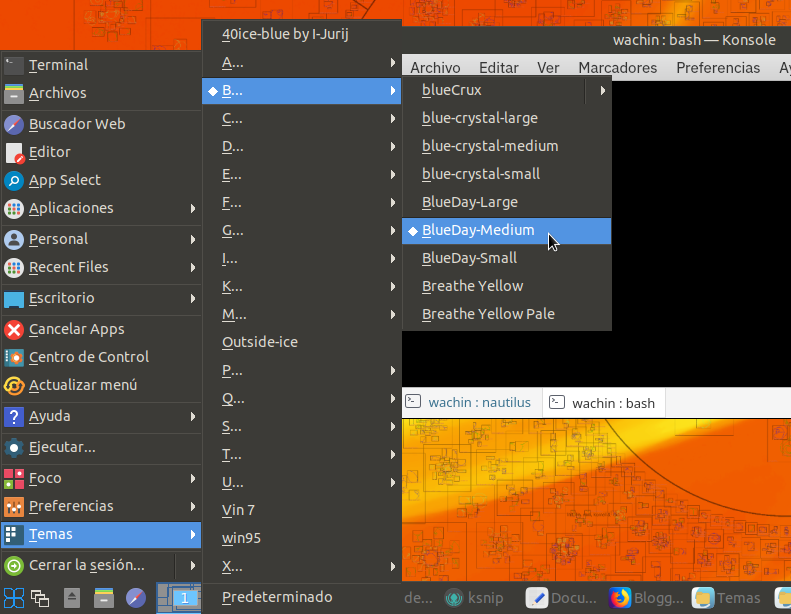 Terminal
Archivos
Buscador Web
Editor
App Select
Aplicaciones
Personal
Recent Files
Escritorio
Cancelar Apps
Centro de Control
Actualizar menú
Ayuda
Ejecutar...
Foco
Preferencias
Temas
Cerrar la sesión...
40ice-blue by I-Jurij
A...
B...
C...
D...
E...
F...
G...
I...
K...
M...
Outside-ice
P...
Q...
S...
T...
U...
Vin 7
win95
X...
Predeterminado
blueCrux
blue-crystal-large
blue-crystal-medium
blue-crystal-small
BlueDay-Large
BlueDay-Medium
BlueDay-Small
Breathe Yellow
Breathe Yellow Pale
wachin : bash — Konsole
Archivo Editar Ver Marcadores Preferencias Ay
wachin : nautilus wachin : bash
1 de... ksnip Docu... Blogg... Temas